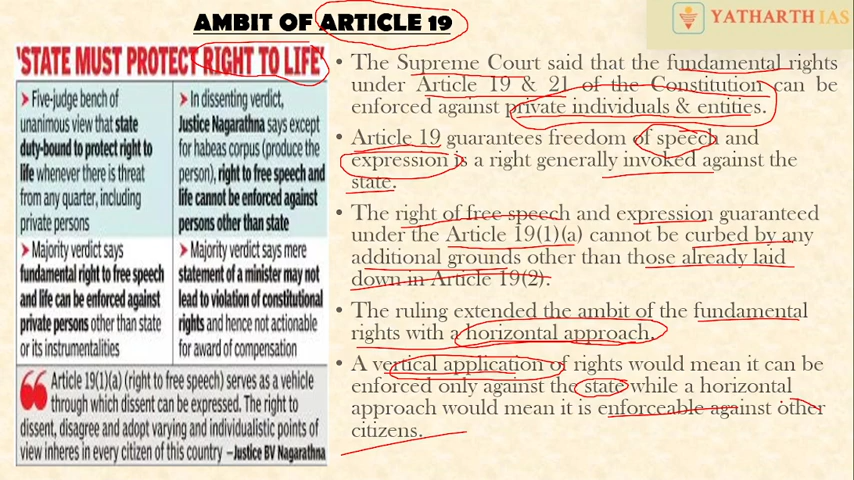 AMBIT OF ARTICLE 19
YATHARTH IAS
'STATE MUST PROTECT RIGHT TO LIFE'
Five-judge bench of
unanimous view that state
duty-bound to protect right to
life whenever there is threat
from any quarter, including
private persons
In dissenting verdict,
Justice Nagarathna says except
for habeas corpus (produce the
person), right to free speech and
life cannot be enforced against
persons other than state
Majority verdict says
fundamental right to free speech
and life can be enforced against
private persons other than state
or its instrumentalities
Majority verdict says mere
statement of a minister may not
lead to violation of constitutional
rights and hence not actionable
for award of compensation
Article 19(1)(a) (right to free speech) serves as a vehicle
through which dissent can be expressed. The right to
dissent, disagree and adopt varying and individualistic points of
view inheres in every citizen of this country –Justice BV Nagarathna
• The Supreme Court said that the fundamental rights
under Article 19 & 21 of the Constitution can be
enforced against private individuals & entities.
• Article 19 guarantees freedom of speech and
expression is a right generally invoked against the
state.
• The right of free speech and expression guaranteed
under the Article 19(1)(a) cannot be curbed by any
additional grounds other than those already laid
down in Article 19(2).
• The ruling extended the ambit of the fundamental
rights with a horizontal approach.
• A vertical application of rights would mean it can be
enforced only against the state while a horizontal
approach would mean it is enforceable against other
citizens.